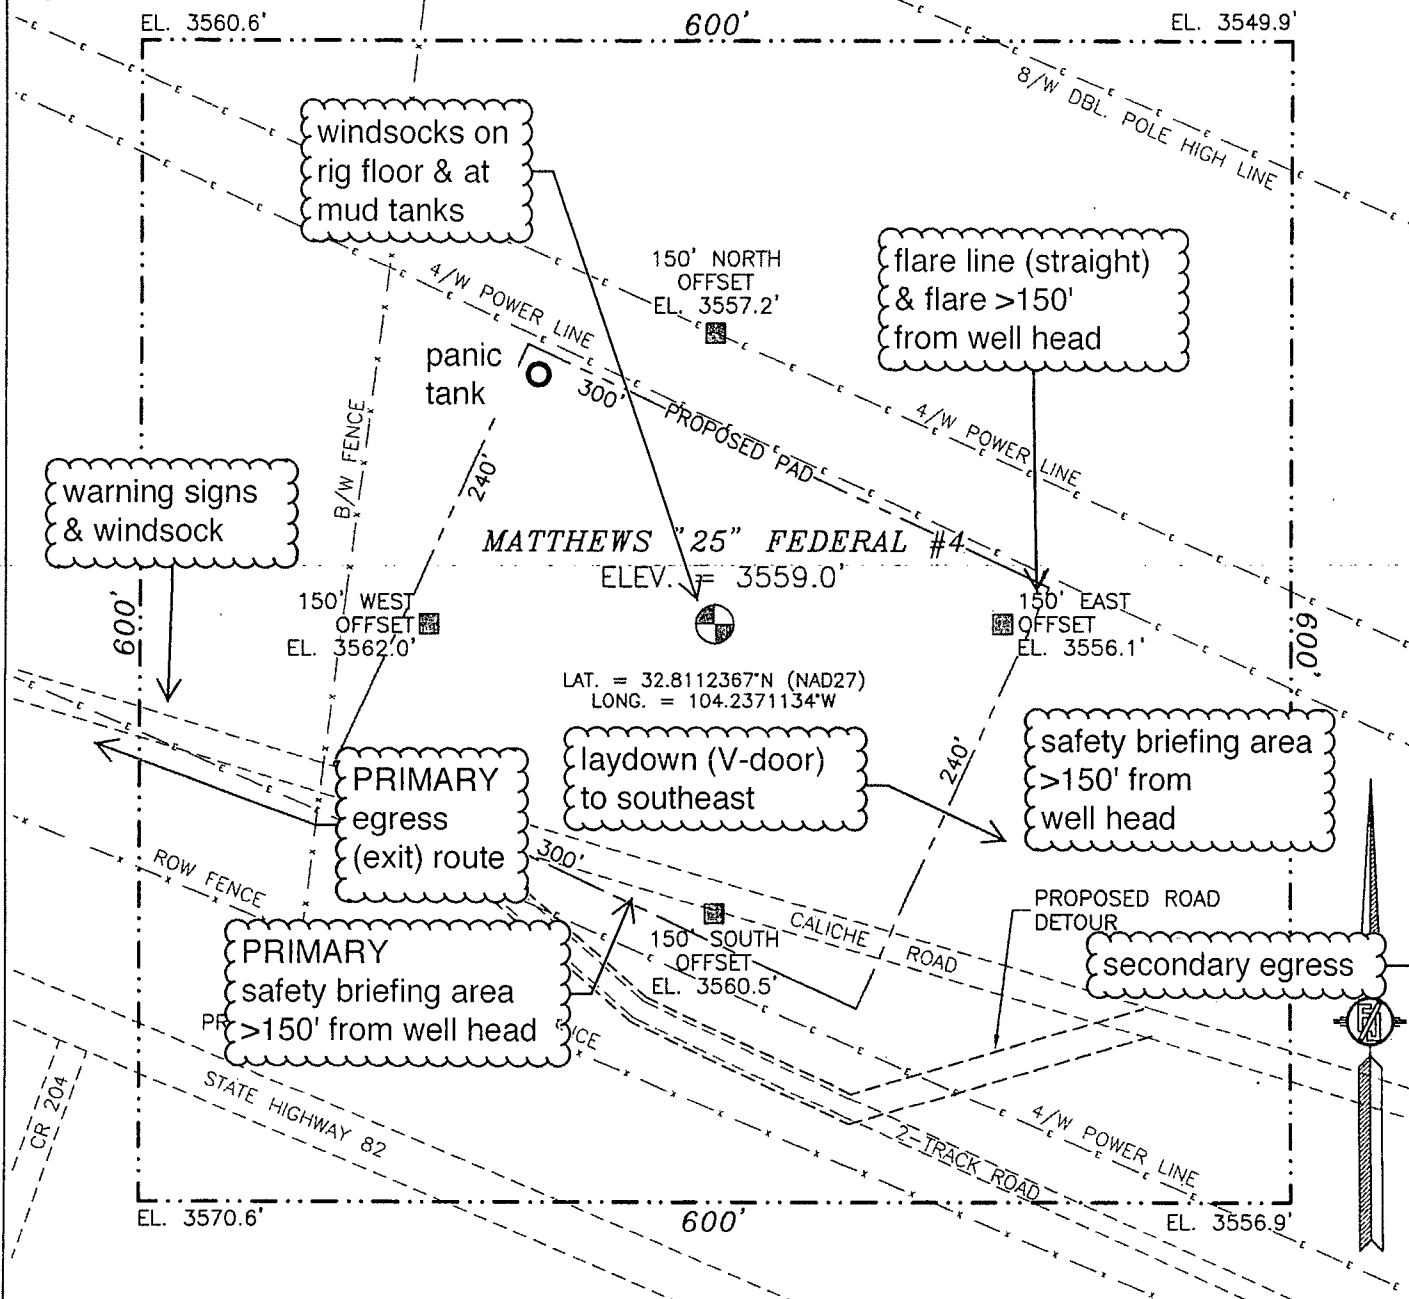 EL. 3560.6'
600'
EL. 3549.9'
8/W DBL. POLE HIGH LINE
windsocks on
rig floor & at
mud tanks
150' NORTH
OFFSET
EL. 3557.2'
flare line (straight)
& flare >150'
from well head
4/W POWER LINE
panic
tank
300'
PROPOSED PAD
4/W POWER LINE
B/W FENCE
240'
warning signs
& windsock
MATTHEWS "25" FEDERAL #4
ELEV. = 3559.0'
600'
150' WEST
OFFSET
EL. 3562.0'
150' EAST
OFFSET
EL. 3556.1'
600'
LAT. = 32.8112367°N (NAD27)
LONG. = 104.2371134°W
laydown (V-door)
to southeast
240'
safety briefing area
>150' from
well head
PRIMARY
egress
(exit) route
300'
ROW FENCE
PROPOSED ROAD
DETOUR
CALICHE ROAD
150' SOUTH
OFFSET
EL. 3560.5'
secondary egress
PRIMARY
safety briefing area
>150' from well head
CR 204
STATE HIGHWAY 82
4/W POWER LINE
2-TRACK ROAD
EL. 3570.6'
600'
EL. 3556.9'